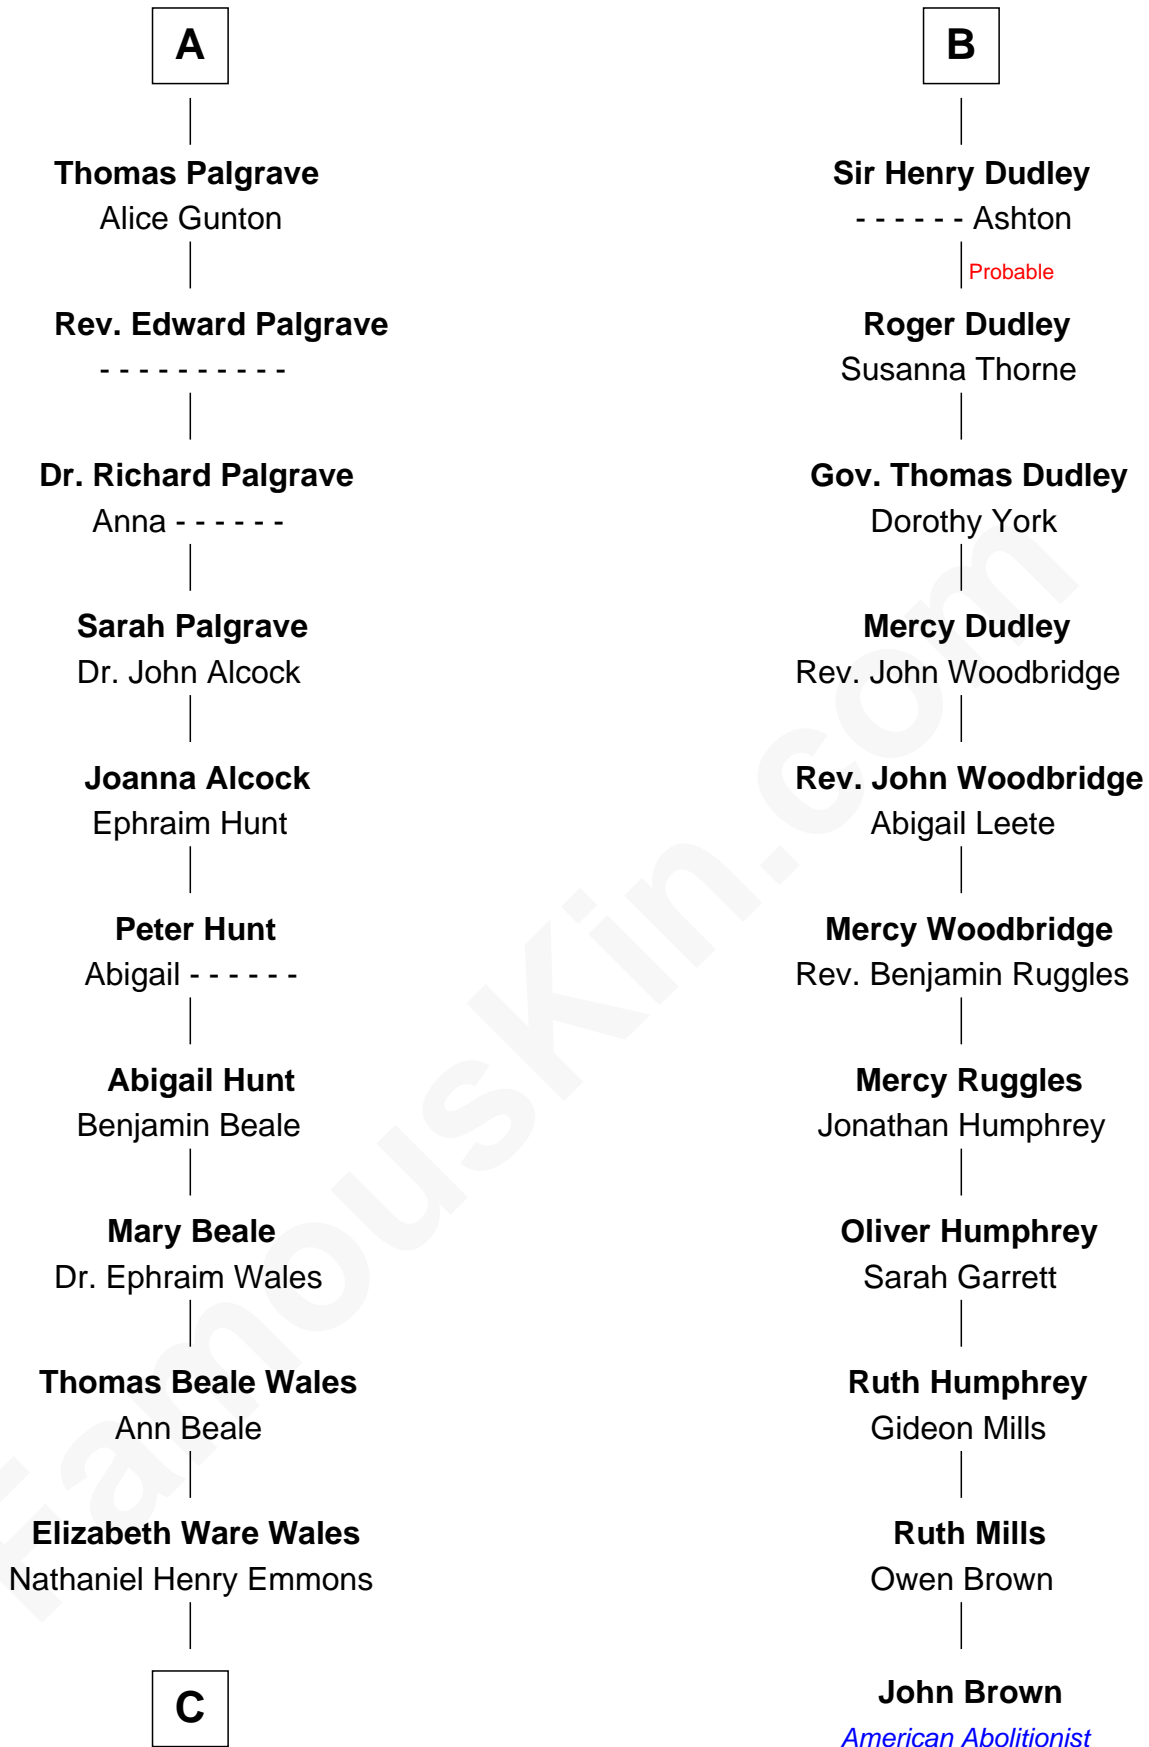 A
Thomas Palgrave
Alice Gunton
Rev. Edward Palgrave
- - - - - - - - - -
Dr. Richard Palgrave
Anna - - - - - -
Sarah Palgrave
Dr. John Alcock
Joanna Alcock
Ephraim Hunt
Peter Hunt
Abigail - - - - - -
Abigail Hunt
Benjamin Beale
Mary Beale
Dr. Ephraim Wales
Thomas Beale Wales
Ann Beale
Elizabeth Ware Wales
Nathaniel Henry Emmons
C
B
Sir Henry Dudley
- - - - - - Ashton
Probable
Roger Dudley
Susanna Thorne
Gov. Thomas Dudley
Dorothy York
Mercy Dudley
Rev. John Woodbridge
Rev. John Woodbridge
Abigail Leete
Mercy Woodbridge
Rev. Benjamin Ruggles
Mercy Ruggles
Jonathan Humphrey
Oliver Humphrey
Sarah Garrett
Ruth Humphrey
Gideon Mills
Ruth Mills
Owen Brown
John Brown
American Abolitionist
FamousKin.com